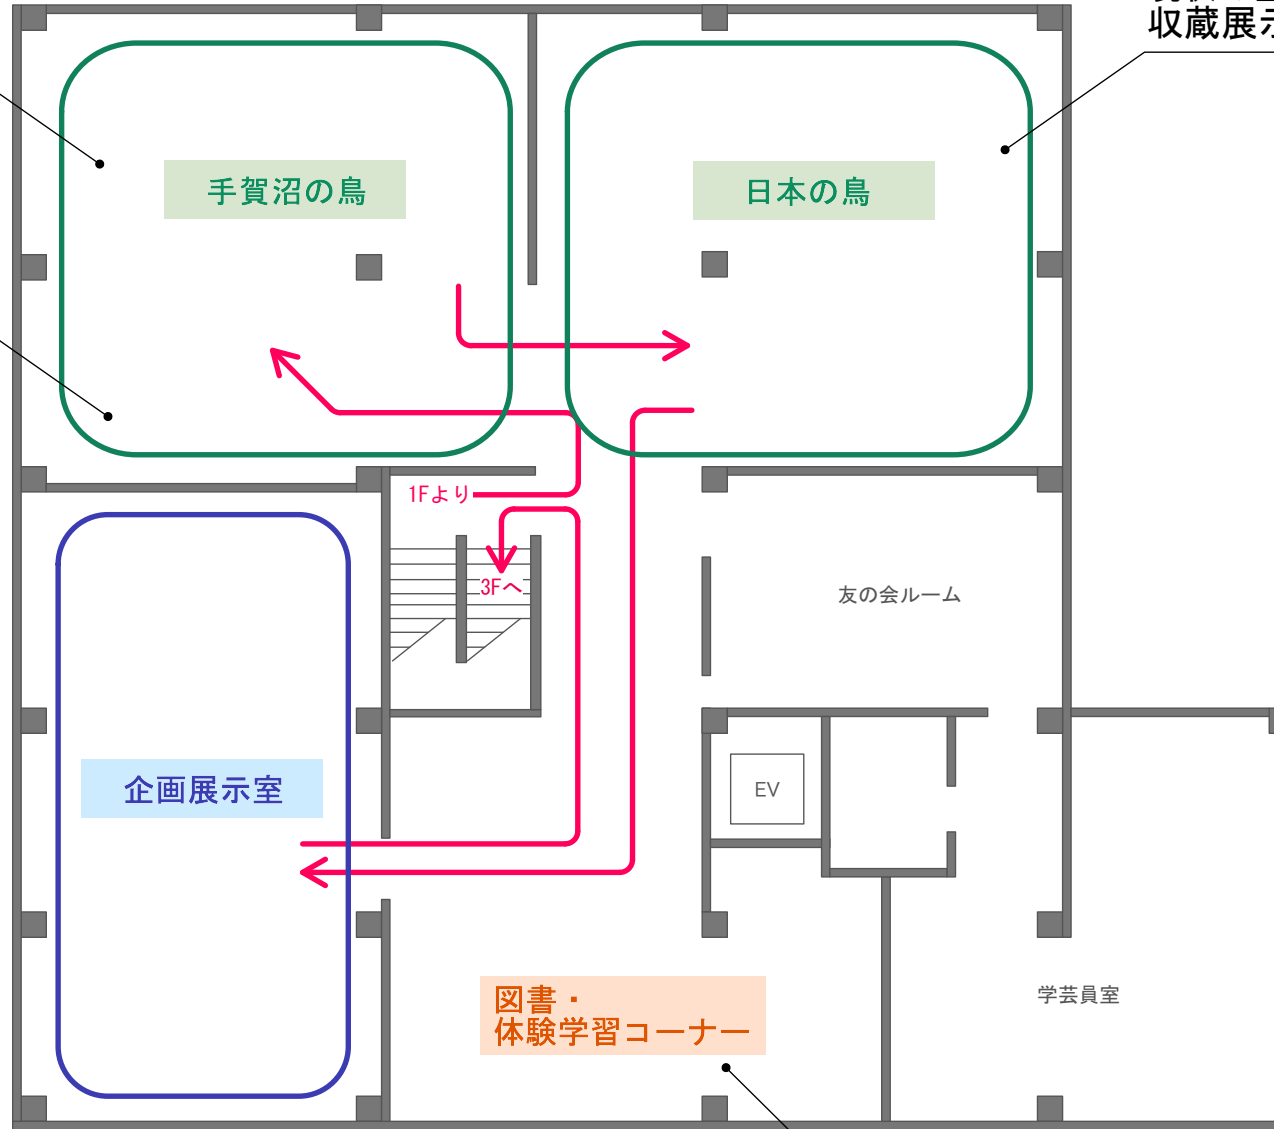 収蔵展示
手賀沼の鳥
日本の鳥
1Fより
3Fへ
友の会ルーム
企画展示室
EV
図書・
体験学習コーナー
学芸員室